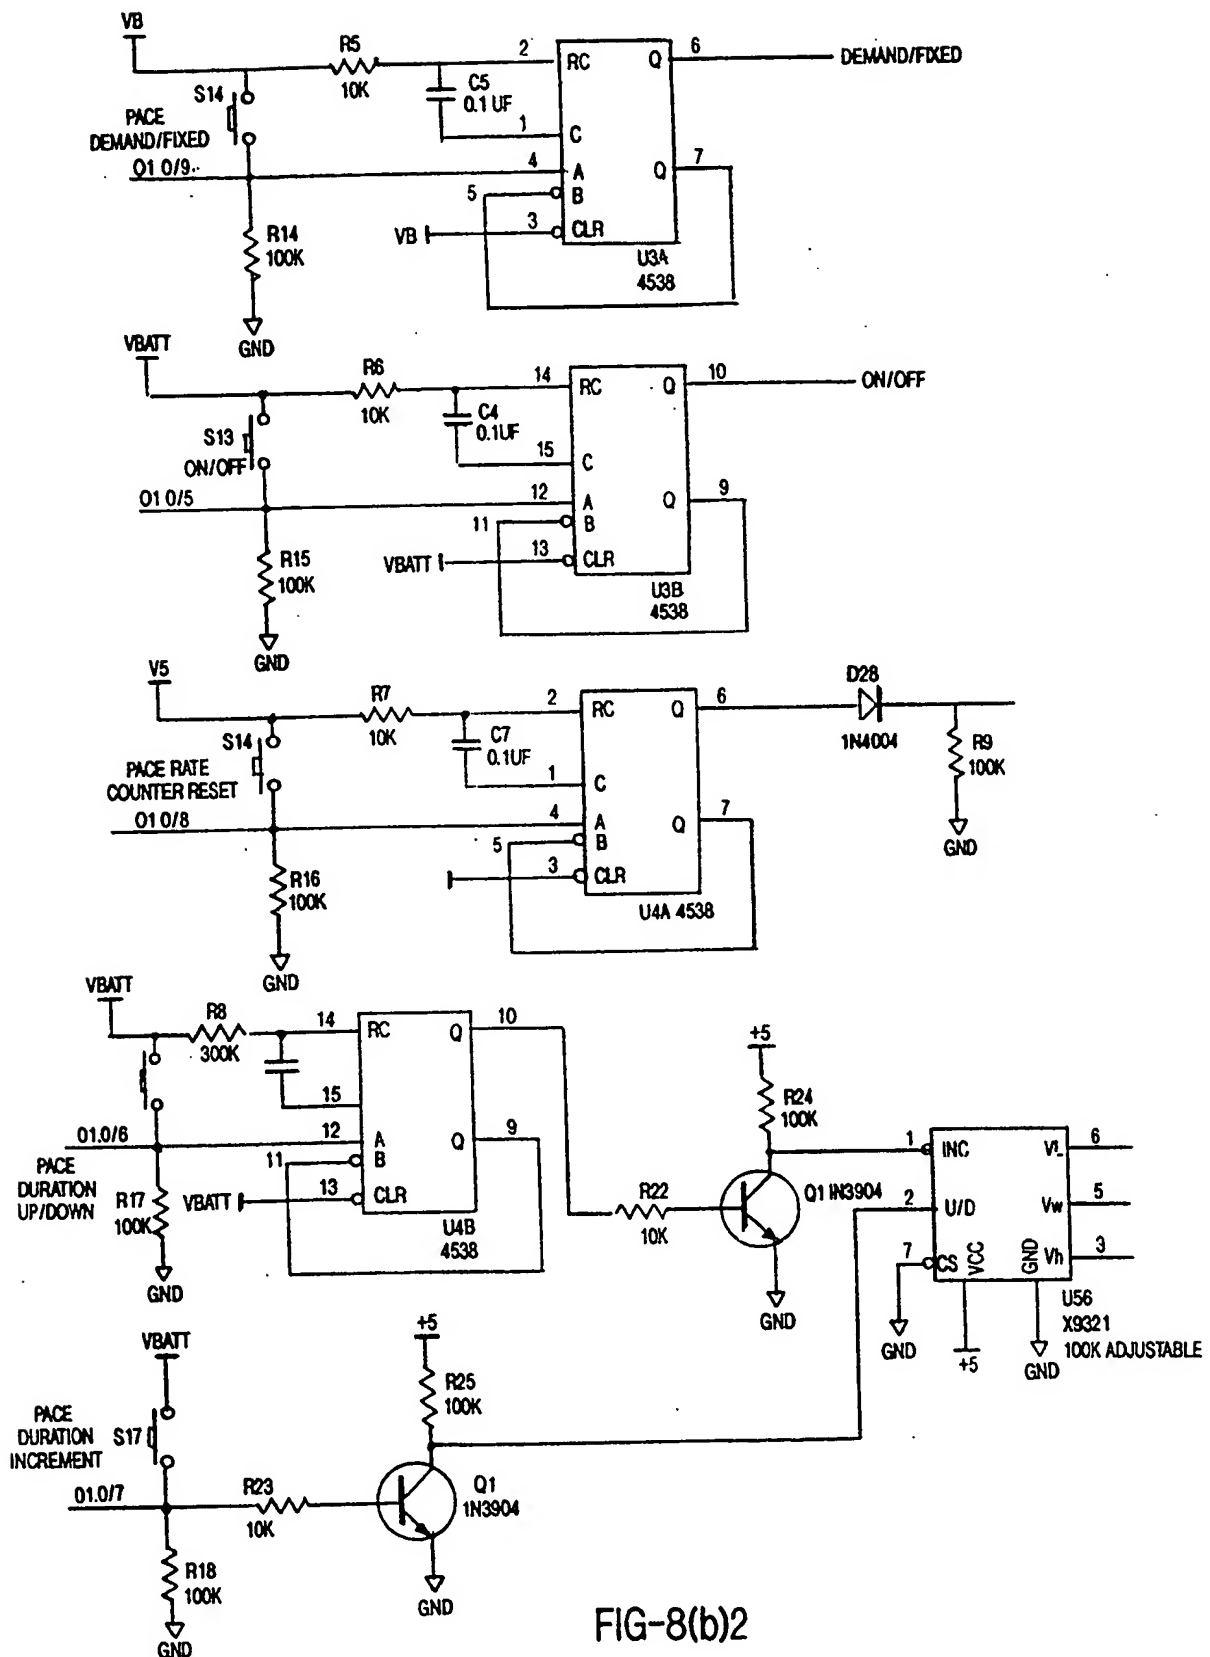 VB
R5
10K
2
RC
Q
6
DEMAND/FIXED
S14
C5
0.1 UF
PACE
DEMAND/FIXED
1
C
01 0/9
4
A
Q
7
5
B
VB
3
CLR
R14
100K
U3A
4538
GND
VBATT
R6
10K
14
RC
Q
10
ON/OFF
S13
ON/OFF
C4
0.1UF
15
C
01 0/5
12
A
Q
9
11
B
VBATT
13
CLR
R15
100K
U3B
4538
GND
V5
R7
10K
2
RC
Q
6
D28
1N4004
R9
100K
GND
S14
C7
0.1UF
PACE RATE
COUNTER RESET
1
C
01 0/8
4
A
Q
7
5
B
3
CLR
R16
100K
U4A 4538
GND
VBATT
R8
300K
14
RC
Q
10
15
01.0/6
12
A
Q
9
11
B
PACE
DURATION
UP/DOWN
R17
100K
VBATT
13
CLR
U4B
4538
GND
+5
R24
100K
R22
10K
Q1 IN3904
GND
1
INC
VL
6
2
U/D
Vw
5
7
CS
VCC
GND
Vh
3
GND
+5
GND
U56
X9321
100K ADJUSTABLE
VBATT
PACE
DURATION
INCREMENT
S17
01.0/7
R23
10K
+5
R25
100K
Q1
1N3904
R18
100K
GND
GND
FIG-8(b)2